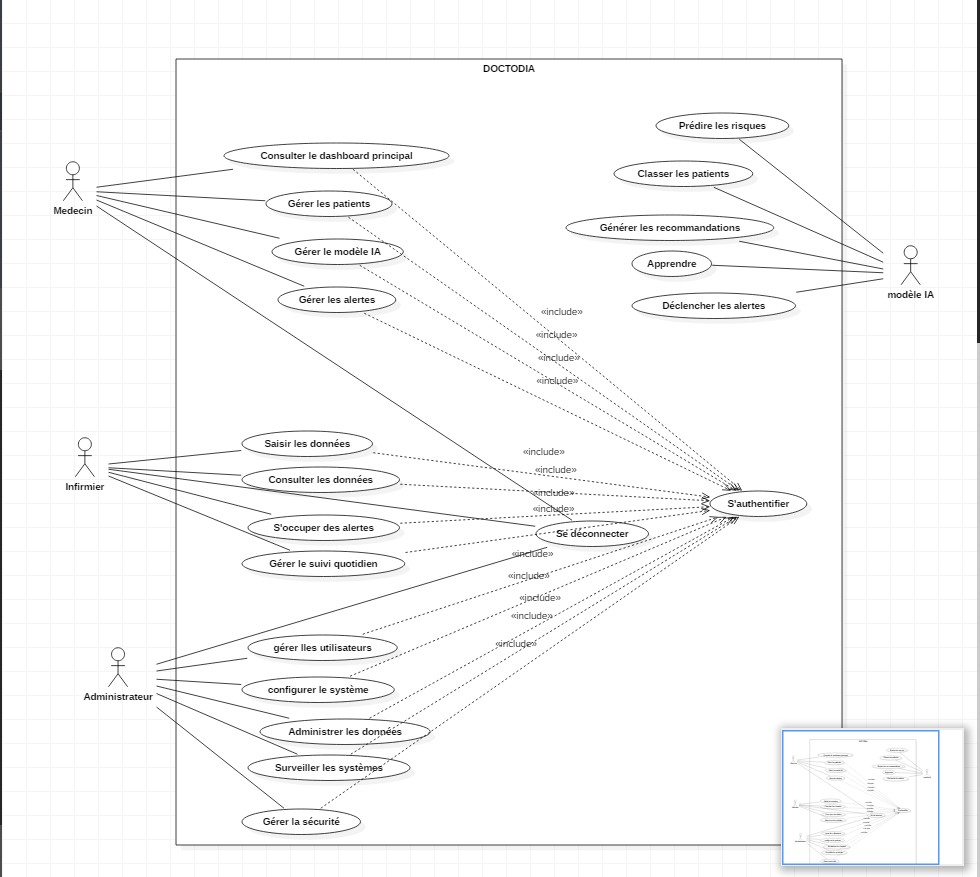 DOCTODIA
Prédire les risques
Consulter le dashboard principal
Classer les patients
Gérer les patients
Medecin
Générer les recommandations
Gérer le modèle IA
Apprendre
modèle IA
Gérer les alertes
Déclencher les alertes
«include»
«include»
«include»
«include»
Saisir les données
«include»
«include»
Consulter les données
Infirmier
«include»
S'authentifier
«include»
S'occuper des alertes
Se déconnecter
«include»
Gérer le suivi quotidien
«include»
«include»
«include»
gérer lles utilisateurs
«include»
configurer le système
Administrateur
Administrer les données
Surveiller les systèmes
Gérer la sécurité